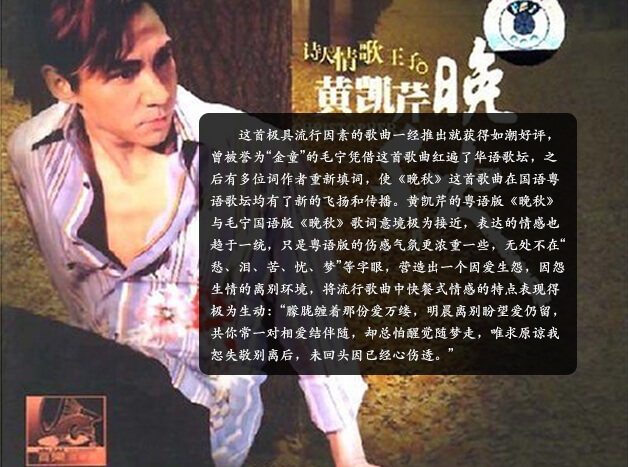 诗人情歌王子
黄凯芹 晚
这首极具流行因素的歌曲一经推出就获得如潮好评，
曾被誉为“金童”的毛宁凭借这首歌曲红遍了华语歌坛，之
后有多位词作者重新填词，使《晚秋》这首歌曲在国语粤
语歌坛均有了新的飞扬和传播。黄凯芹的粤语版《晚秋》
与毛宁国语版《晚秋》歌词意境极为接近，表达的情感也
趋于一统，只是粤语版的伤感气氛更浓重一些，无处不在“
愁、泪、苦、忧、梦”等字眼，营造出一个因爱生怨，因怨
生情的离别环境，将流行歌曲中快餐式情感的特点表现得
极为生动：“朦胧缠着那份爱万缕，明晨离别盼望爱仍留，
共你常一对相爱结伴随，却总怕醒觉随梦走，唯求原谅我
恕失敬别离后，未回头因已经心伤透。”